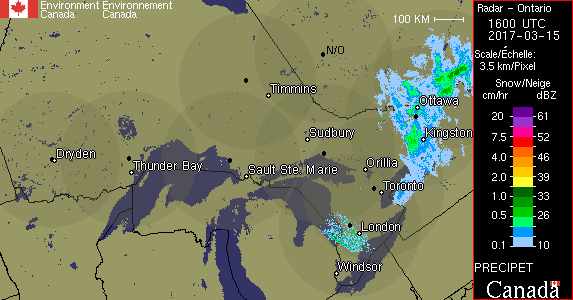 Environment Environnement
Canada Canada
100 KM
N/O
Timmins
Ottawa
Sudbury
Kingston
Dryden
Thunder Bay
Sault Ste. Marie
Orillia
Toronto
London
Windsor
Radar - Ontario
1600 UTC
2017-03-15
Scale/Échelle:
3.5 km/Pixel
Snow/Neige
cm/hr dBZ
20 61
7.5 52
4.0 46
2.0 39
1.0 33
0.5 26
0.1 10
PRECIPET
Canada